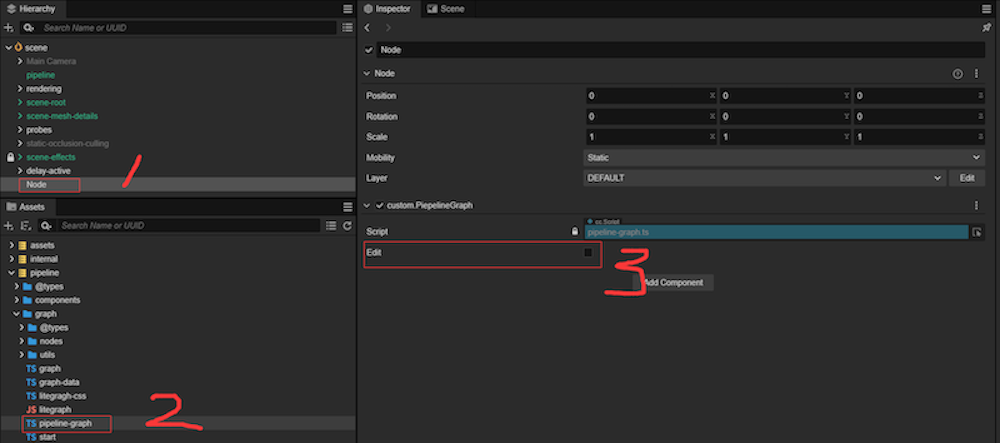 Hierarchy
Search Name or UUID
scene
Main Camera
pipeline
rendering
scene-root
scene-mesh-details
probes
static-occlusion-culling
scene-effects
delay-active
Node
1
Assets
Search Name or UUID
assets
internal
pipeline
@types
components
graph
@types
nodes
utils
TS graph
TS graph-data
TS litegragh-css
JS litegraph
TS pipeline-graph
TS start
2
Inspector Scene
Node
Node
Position 0 X 0 Y 0 Z
Rotation 0 X 0 Y 0 Z
Scale 1 X 1 Y 1 Z
Mobility Static
Layer DEFAULT Edit
custom.PiepelineGraph
cc.Script
Script pipeline-graph.ts
Edit
3
Add Component